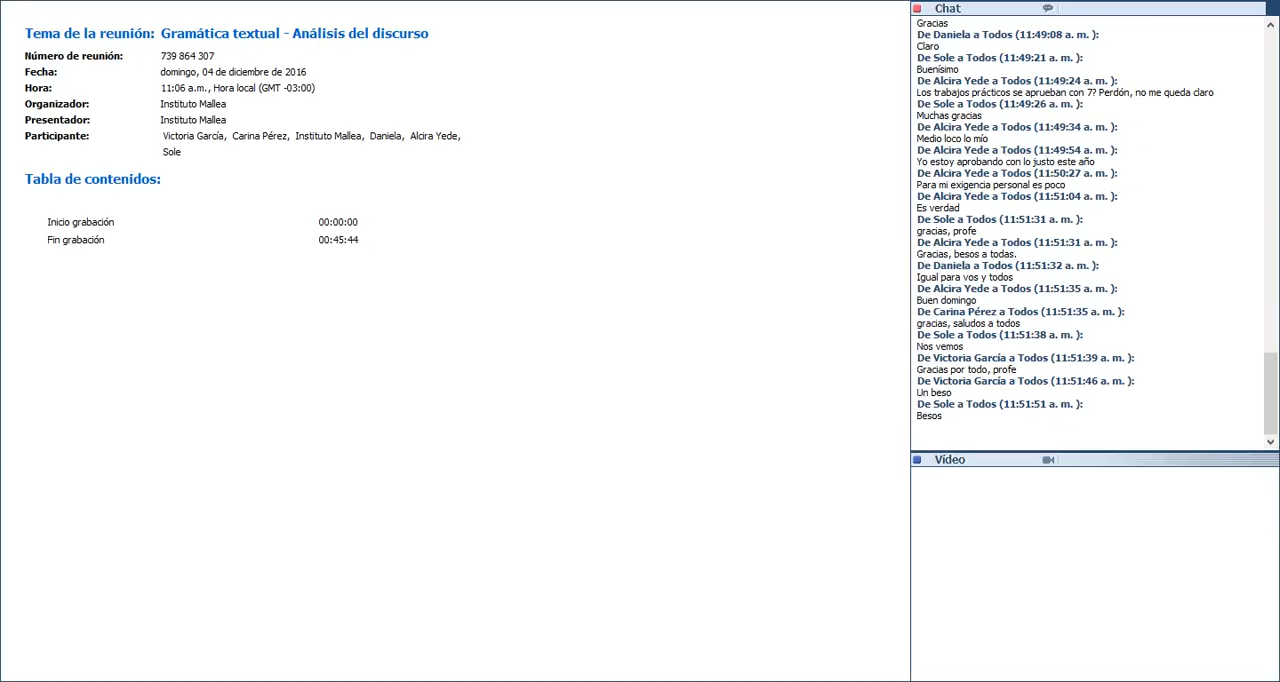 Tema de la reunión: Gramática textual - Análisis del discurso
Número de reunión: 739 864 307
Fecha: domingo, 04 de diciembre de 2016
Hora: 11:06 a.m., Hora local (GMT -03:00)
Organizador: Instituto Mallea
Presentador: Instituto Mallea
Participante: Victoria García, Carina Pérez, Instituto Mallea, Daniela, Alcira Yede,
Sole
Tabla de contenidos:
Inicio grabación 00:00:00
Fin grabación 00:45:44
Chat
Gracias
De Daniela a Todos (11:49:08 a. m. ):
Claro
De Sole a Todos (11:49:21 a. m. ):
Buenísimo
De Alcira Yede a Todos (11:49:24 a. m. ):
Los trabajos prácticos se aprueban con 7? Perdón, no me queda claro
De Sole a Todos (11:49:26 a. m. ):
Muchas gracias
De Alcira Yede a Todos (11:49:34 a. m. ):
Medio loco lo mío
De Alcira Yede a Todos (11:49:54 a. m. ):
Yo estoy aprobando con lo justo este año
De Alcira Yede a Todos (11:50:27 a. m. ):
Para mi exigencia personal es poco
De Alcira Yede a Todos (11:51:04 a. m. ):
Es verdad
De Sole a Todos (11:51:31 a. m. ):
gracias, profe
De Alcira Yede a Todos (11:51:31 a. m. ):
Gracias, besos a todas.
De Daniela a Todos (11:51:32 a. m. ):
Igual para vos y todos
De Alcira Yede a Todos (11:51:35 a. m. ):
Buen domingo
De Carina Pérez a Todos (11:51:35 a. m. ):
gracias, saludos a todos
De Sole a Todos (11:51:38 a. m. ):
Nos vemos
De Victoria García a Todos (11:51:39 a. m. ):
Gracias por todo, profe
De Victoria García a Todos (11:51:46 a. m. ):
Un beso
De Sole a Todos (11:51:51 a. m. ):
Besos
Vídeo